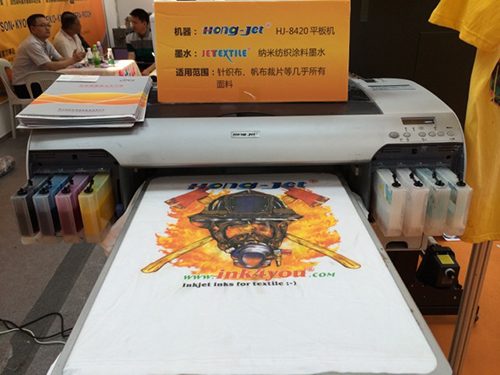 机器： Hong-Jet® HJ-8420 平板机
墨水： JETEXTILE® 纳米纺织涂料墨水
适用范围： 针织布、帆布裁片等几乎所有
面料
Hong-Jet
Hong-Jet
www.ink4you.com
Inkjet inks for textile :-)